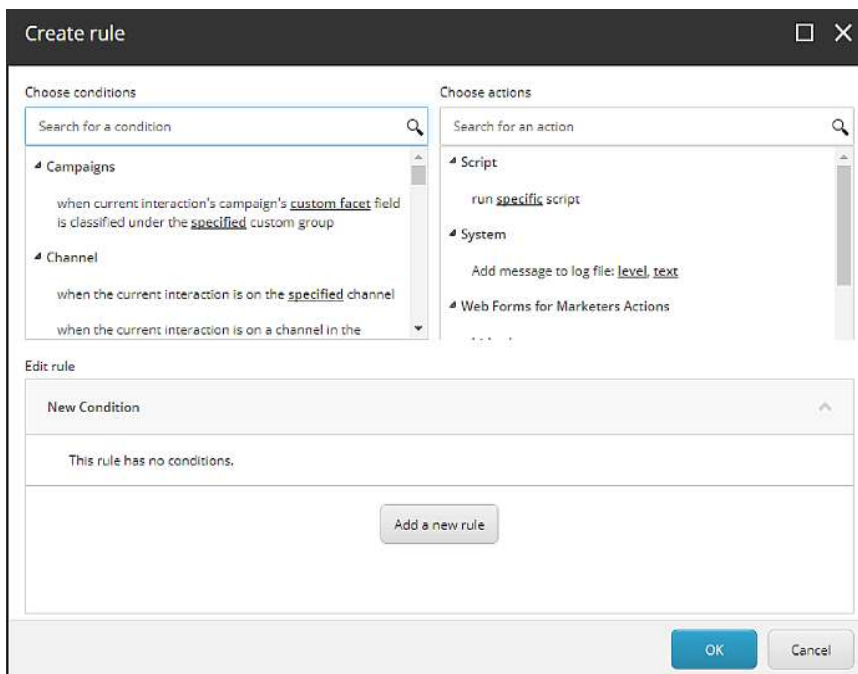 Create rule
Choose conditions
Choose actions
Search for a condition
Search for an action
Campaigns
when current interaction's campaign's custom facet field
is classified under the specified custom group
Channel
when the current interaction is on the specified channel
when the current interaction is on a channel in the
Script
run specific script
System
Add message to log file: level, text
Web Forms for Marketers Actions
Edit rule
New Condition
This rule has no conditions.
Add a new rule
OK
Cancel